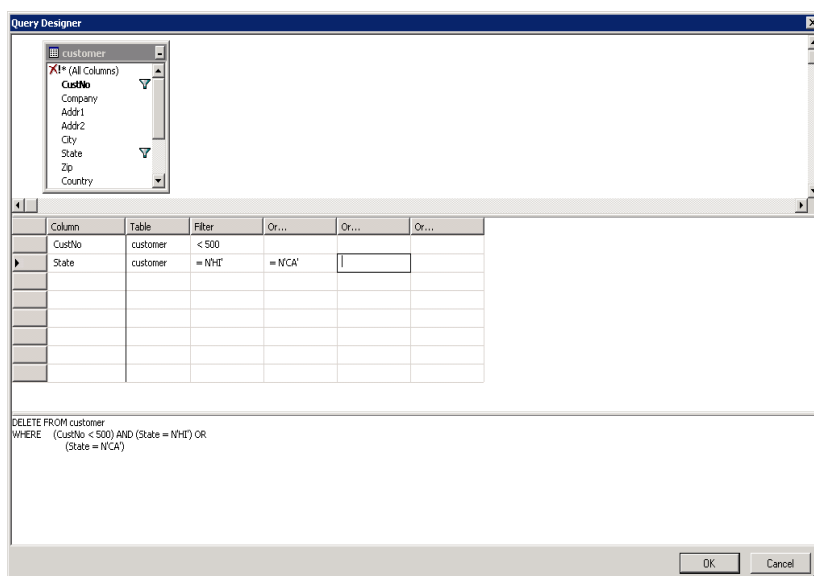 Query Designer
customer
* (All Columns)
CustNo
Company
Addr1
Addr2
City
State
Zip
Country
Column Table Filter Or... Or... Or...
CustNo customer < 500
State customer = N'HI' = N'CA'
DELETE FROM customer
WHERE (CustNo < 500) AND (State = N'HI') OR
(State = N'CA')
OK Cancel